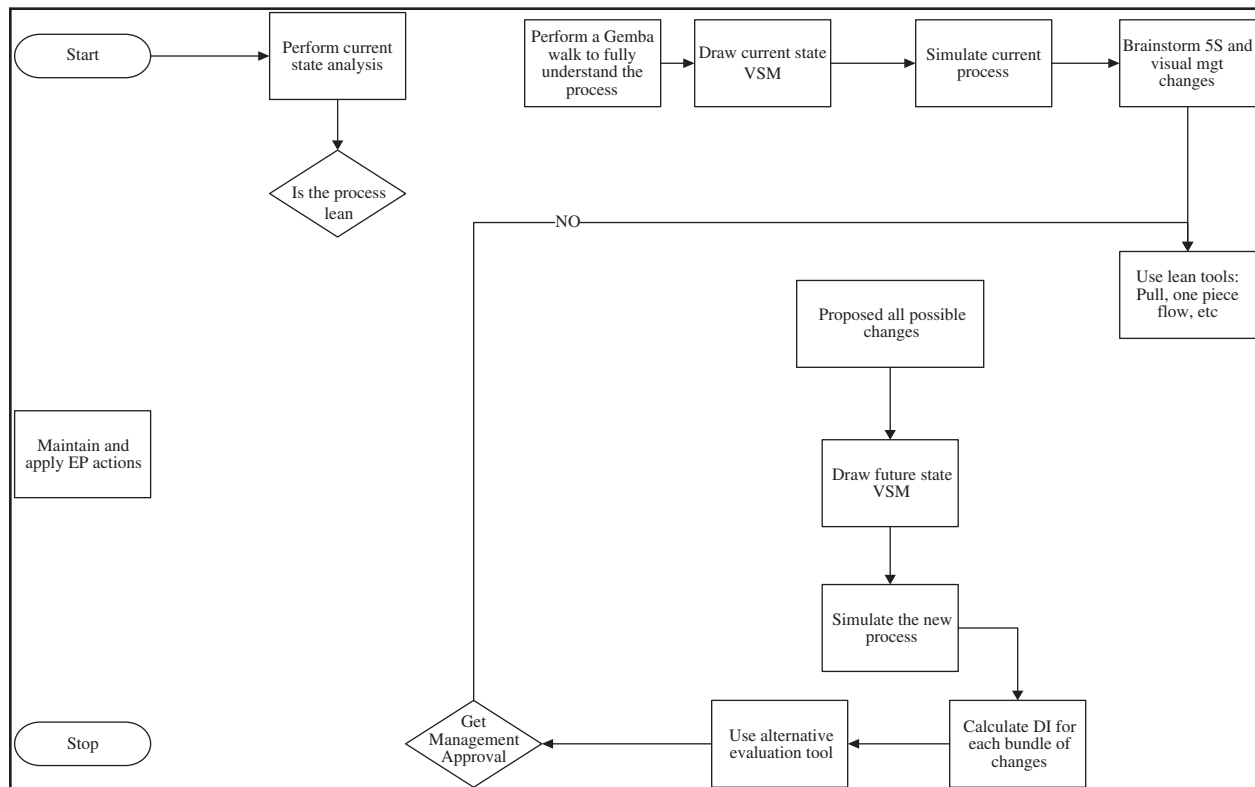 Start
Perform current
state analysis
Perform a Gemba
walk to fully
understand the
process
Draw current state
VSM
Simulate current
process
Brainstorm 5S and
visual mgt
changes
Is the process
lean
NO
Use lean tools:
Pull, one piece
flow, etc
Proposed all possible
changes
Maintain and
apply EP actions
Draw future state
VSM
Simulate the new
process
Stop
Get
Management
Approval
Use alternative
evaluation tool
Calculate DI for
each bundle of
changes